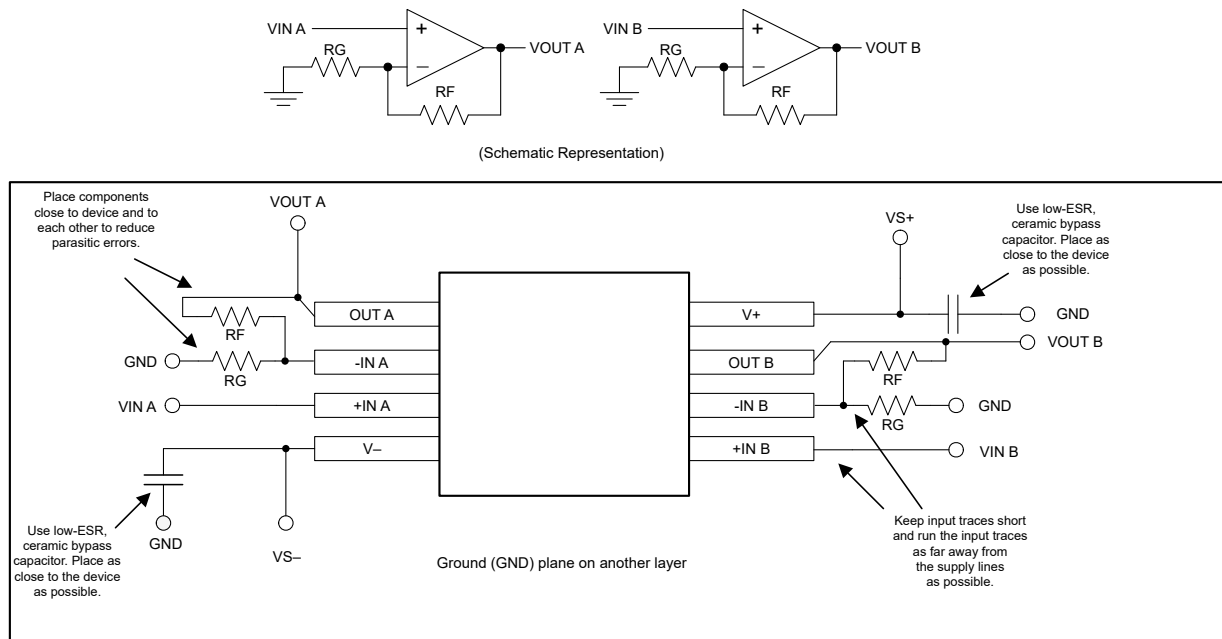 VIN A
+
RG
–
VOUT A
RF
VIN B
+
RG
–
VOUT B
RF
(Schematic Representation)
Place components
close to device and to
each other to reduce
parasitic errors.
VOUT A
VS+
Use low-ESR,
ceramic bypass
capacitor. Place as
close to the device
as possible.
OUT A
V+
GND
RF
OUT B
VOUT B
GND
RG
-IN A
RF
VIN A
+IN A
-IN B
RG
GND
V–
+IN B
VIN B
Use low-ESR,
ceramic bypass
capacitor. Place as
close to the device
as possible.
GND
VS–
Ground (GND) plane on another layer
Keep input traces short
and run the input traces
as far away from
the supply lines
as possible.